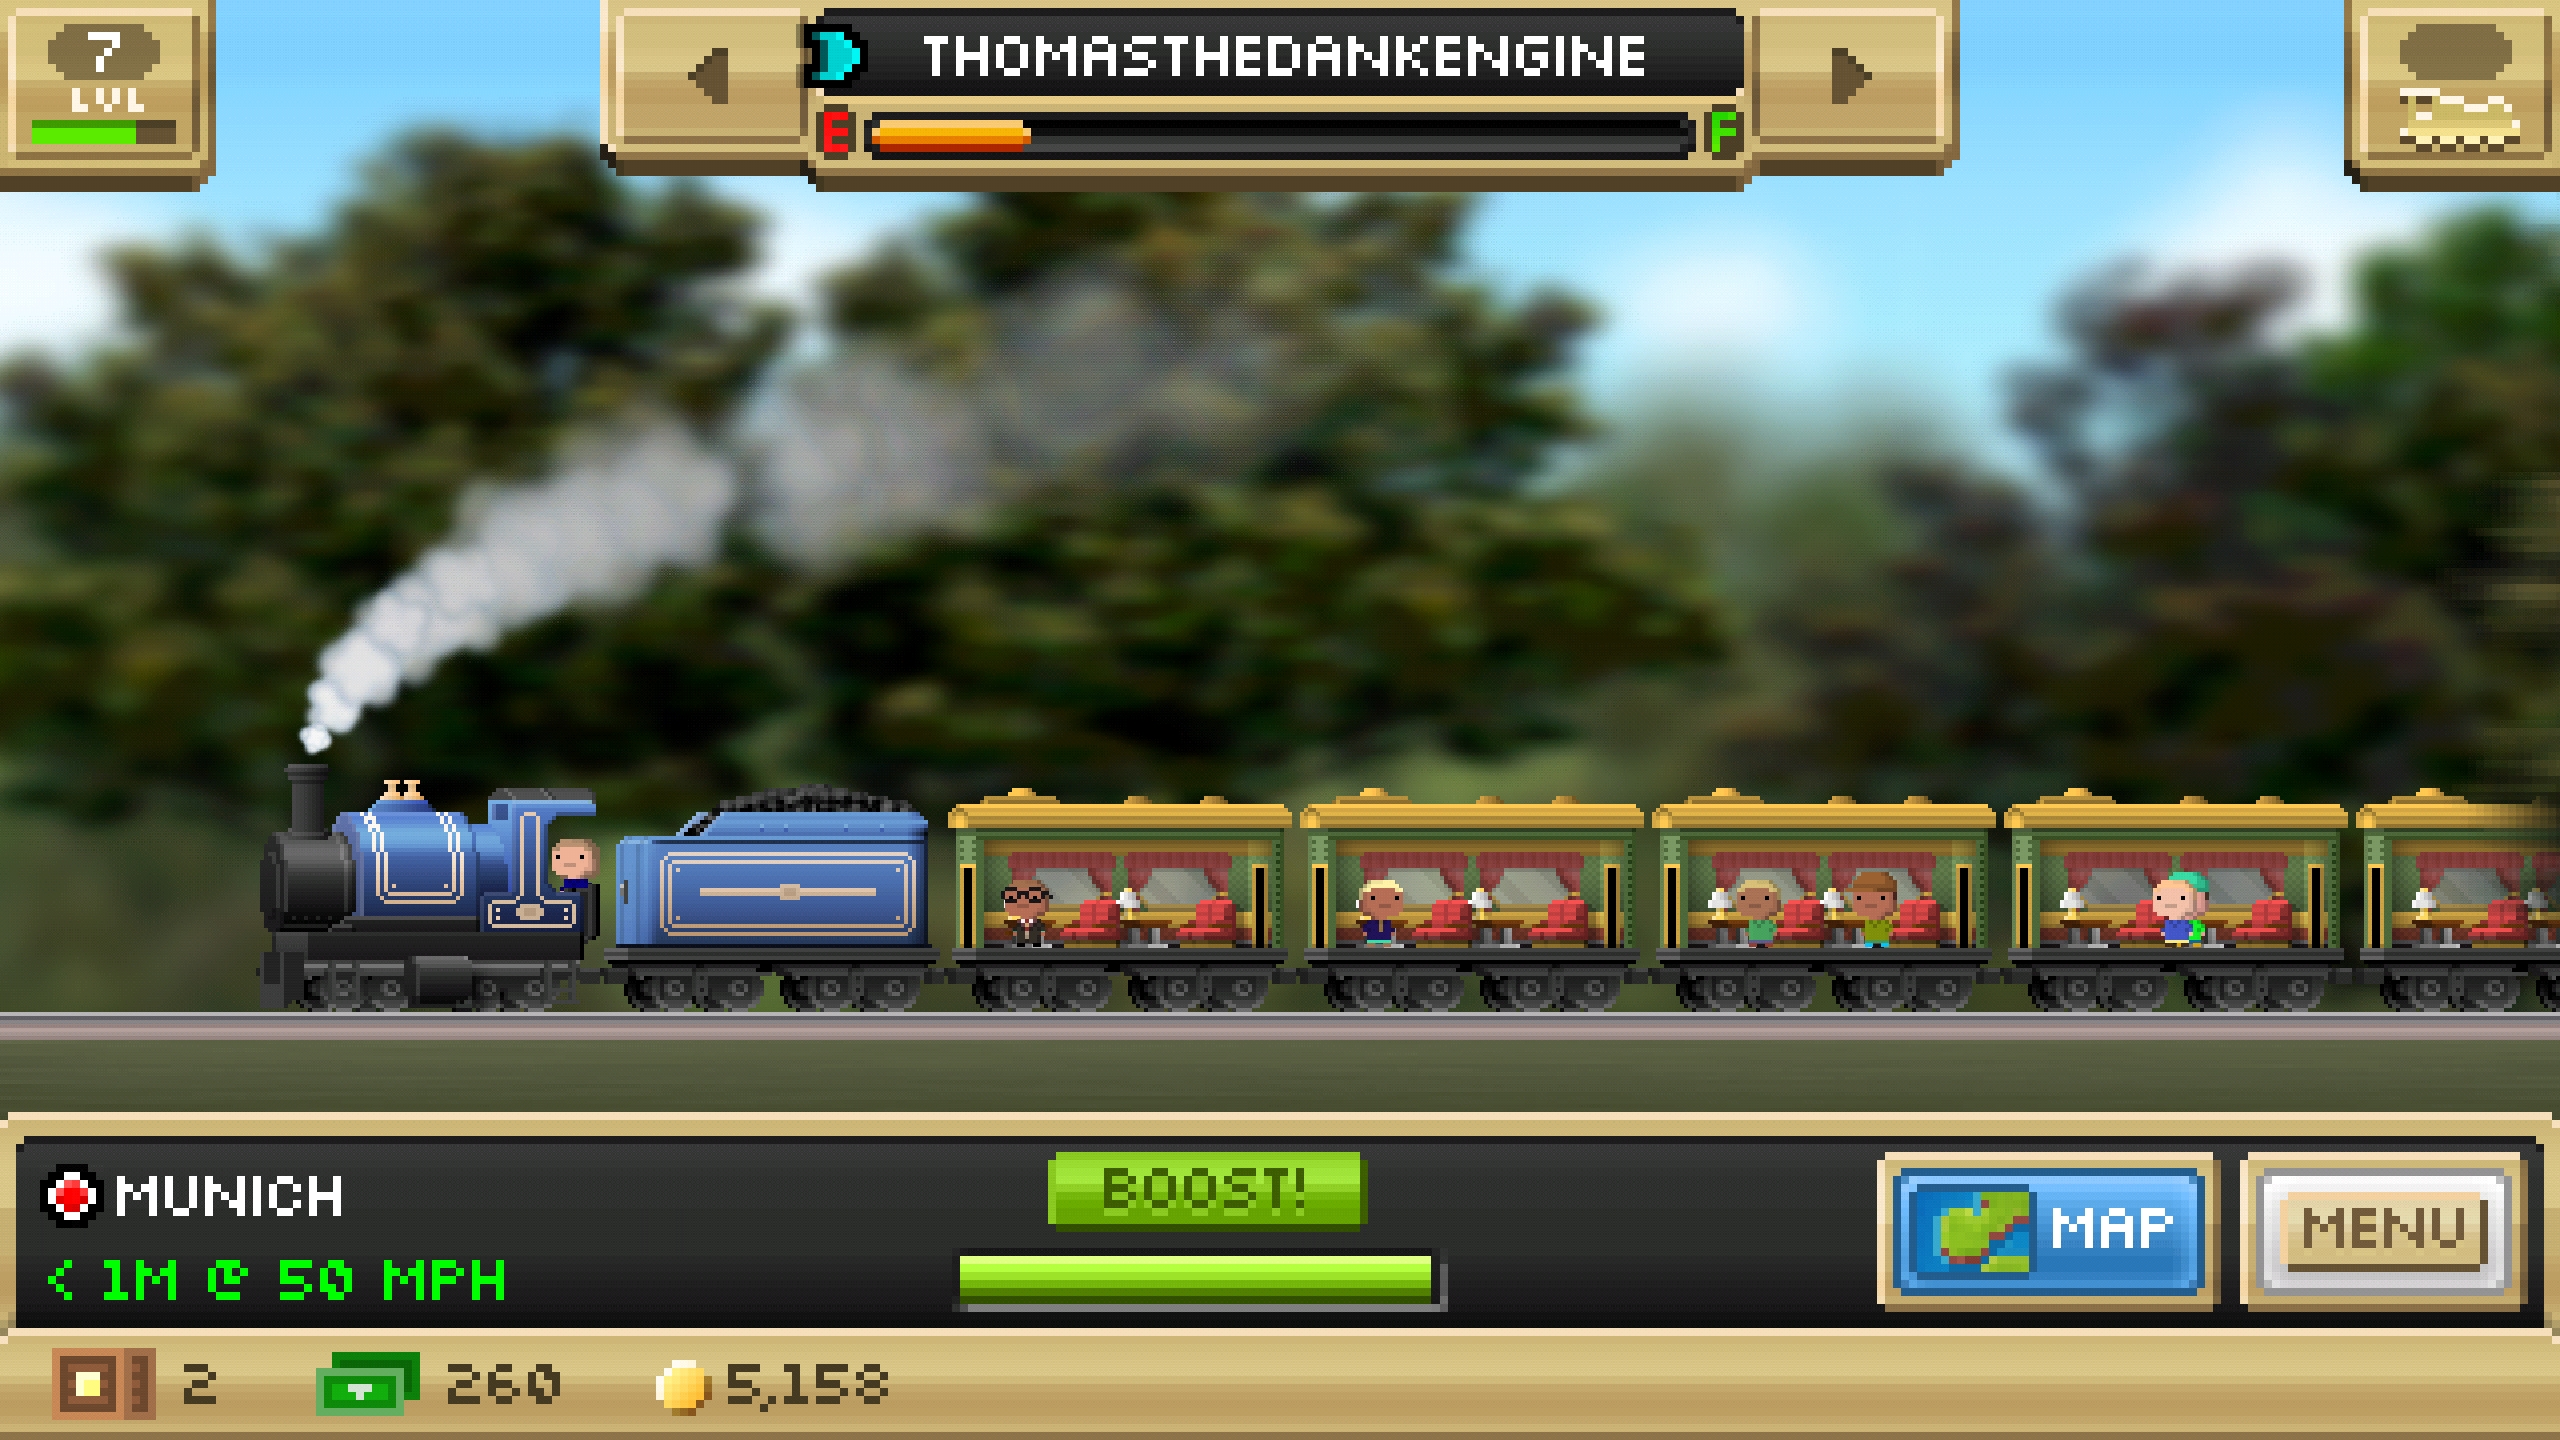 7
LVL
THOMASTHEDANKENGINE
E F
MUNICH
< 1M @ 50 MPH
BOOST!
MAP
MENU
2
260
5,158